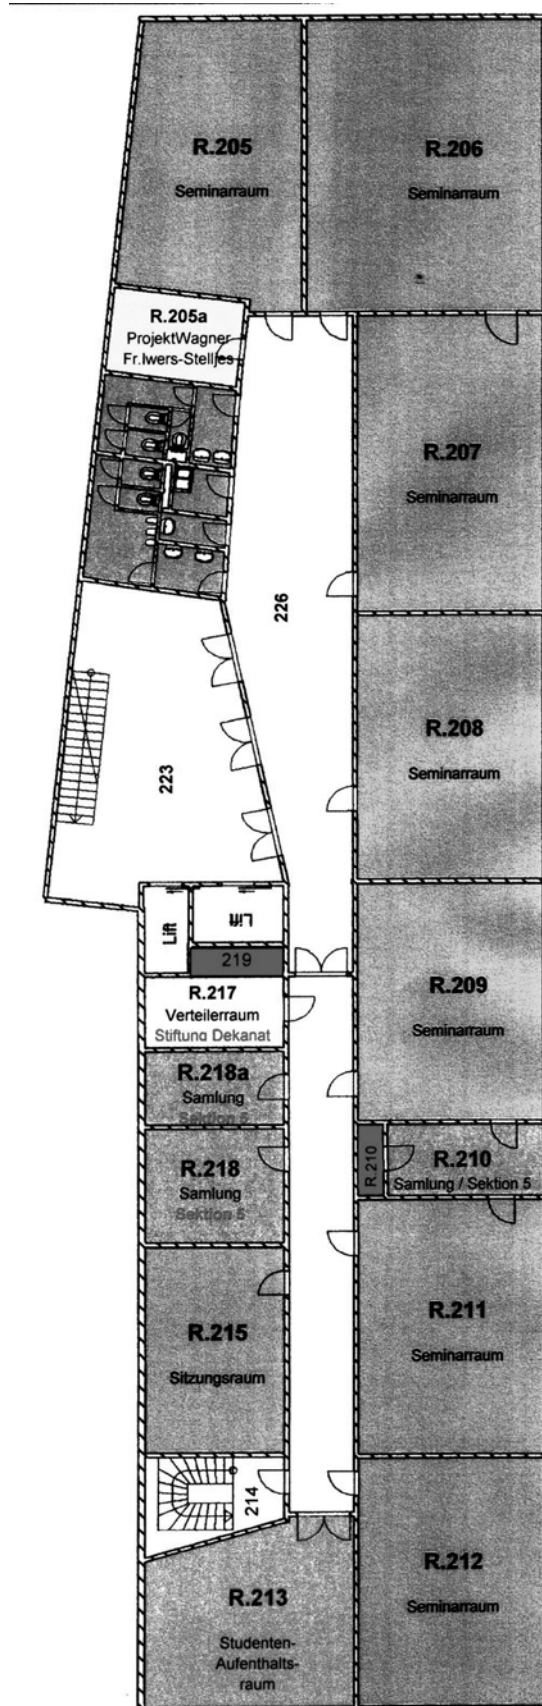 R.205
Seminarraum
R.206
Seminarraum
R.205a
ProjektWagner
Fr.Iwers-Stelljes
R.207
Seminarraum
226
R.208
Seminarraum
223
Lift
Lift
219
R.209
Seminarraum
R.217
Verteilerraum
Stiftung Dekanat
R.218a
Samlung
Sektion 5
R.210
R.210
Samlung / Sektion 5
R.218
Samlung
Sektion 5
R.211
Seminarraum
R.215
Sitzungsraum
214
R.212
Seminarraum
R.213
Studenten-
Aufenthalts-
raum